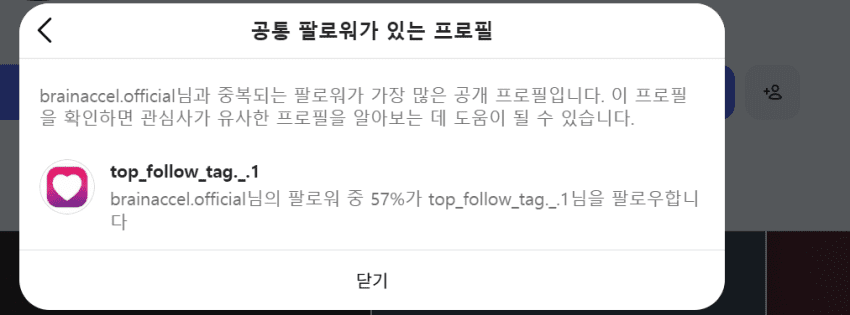 공통 팔로워가 있는 프로필
brainaccel.official님과 중복되는 팔로워가 가장 많은 공개 프로필입니다. 이 프로필
을 확인하면 관심사가 유사한 프로필을 알아보는 데 도움이 될 수 있습니다.
top_follow_tag._.1
brainaccel.official님의 팔로워 중 57%가 top_follow_tag._.1님을 팔로우합니
다
닫기